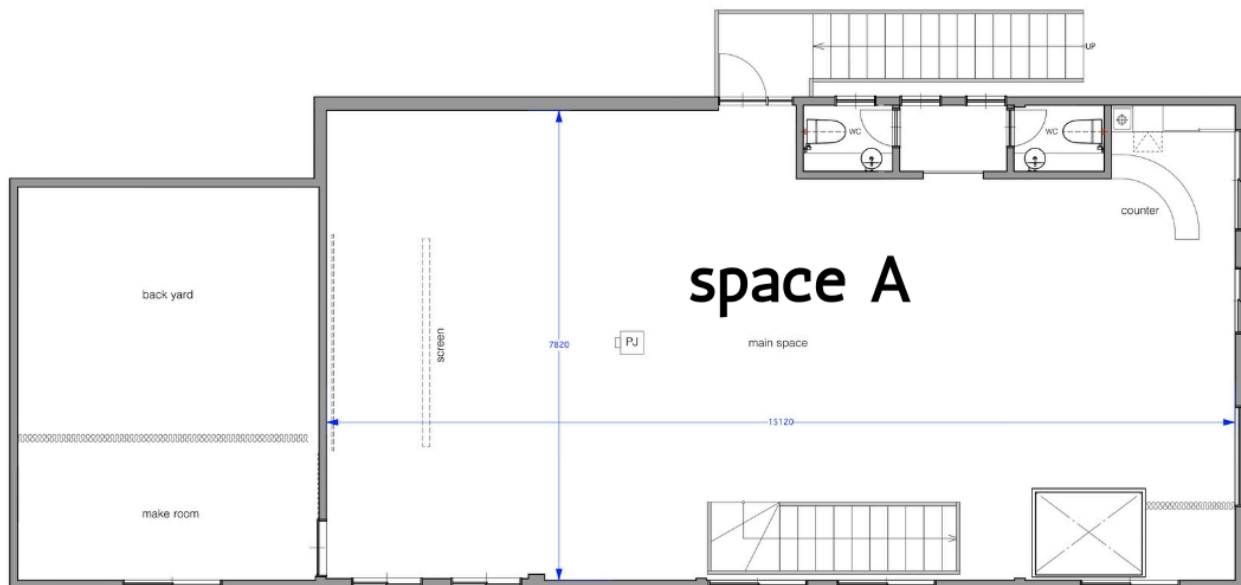 UP
WC
WC
counter
space A
back yard
screen
PJ
main space
7820
15120
make room